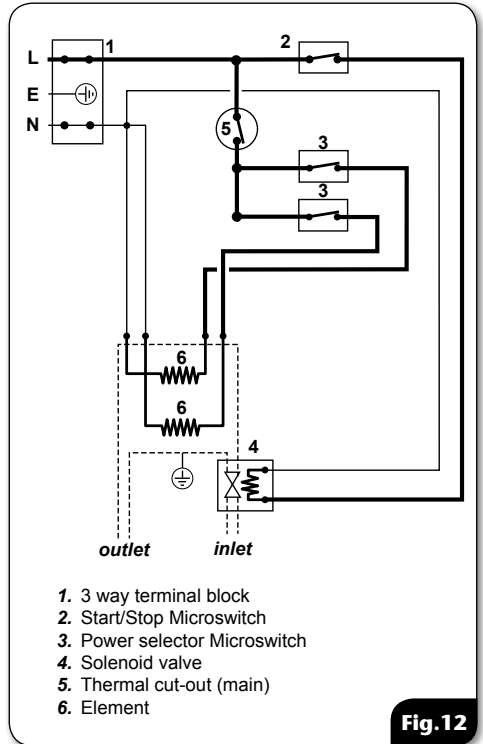 L
1
2
E
N
5
3
3
6
6
4
outlet
inlet
1. 3 way terminal block
2. Start/Stop Microswitch
3. Power selector Microswitch
4. Solenoid valve
5. Thermal cut-out (main)
6. Element
Fig.12